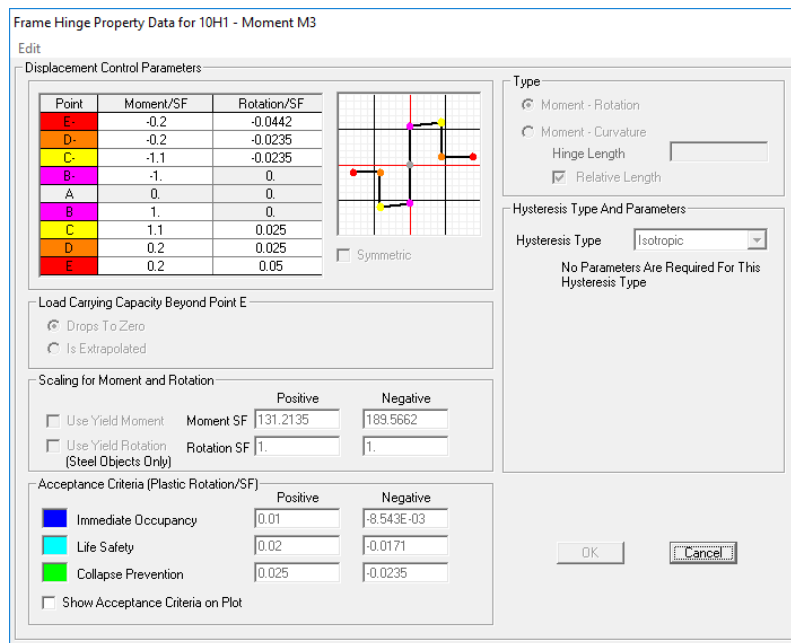 Frame Hinge Property Data for 10H1 - Moment M3
Edit
Displacement Control Parameters
Point Moment/SF Rotation/SF
E- -0.2 -0.0442
D- -0.2 -0.0235
C- -1.1 -0.0235
B- -1. 0.
A 0. 0.
B 1. 0.
C 1.1 0.025
D 0.2 0.025
E 0.2 0.05
Symmetric
Load Carrying Capacity Beyond Point E
Drops To Zero
Is Extrapolated
Scaling for Moment and Rotation
Positive Negative
Use Yield Moment Moment SF 131.2135 189.5662
Use Yield Rotation Rotation SF 1. 1.
(Steel Objects Only)
Acceptance Criteria (Plastic Rotation/SF)
Positive Negative
Immediate Occupancy 0.01 -8.543E-03
Life Safety 0.02 -0.0171
Collapse Prevention 0.025 -0.0235
Show Acceptance Criteria on Plot
Type
Moment - Rotation
Moment - Curvature
Hinge Length
Relative Length
Hysteresis Type And Parameters
Hysteresis Type Isotropic
No Parameters Are Required For This
Hysteresis Type
OK Cancel